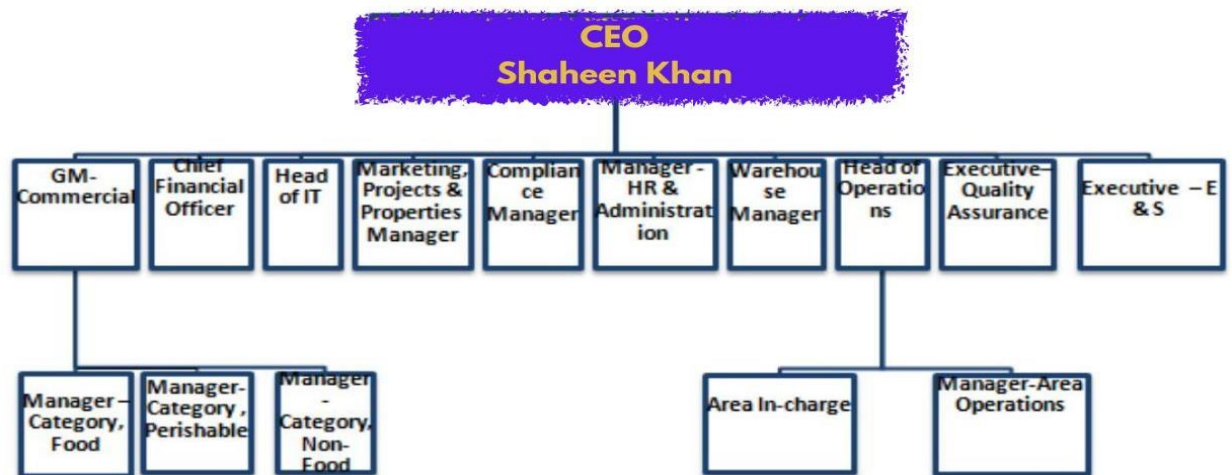 CEO
Shaheen Khan
GM-
Commercial
Chief
Financial
Officer
Head
of IT
Marketing,
Projects &
Properties
Manager
Complian
ce
Manager
Manager -
HR &
Administrat
ion
Warehou
se
Manager
Head of
Operatio
ns
Executive–
Quality
Assurance
Executive – E
& S
Manager –
Category,
Food
Manager-
Category ,
Perishable
Manager
-
Category,
Non-
Food
Area In-charge
Manager-Area
Operations